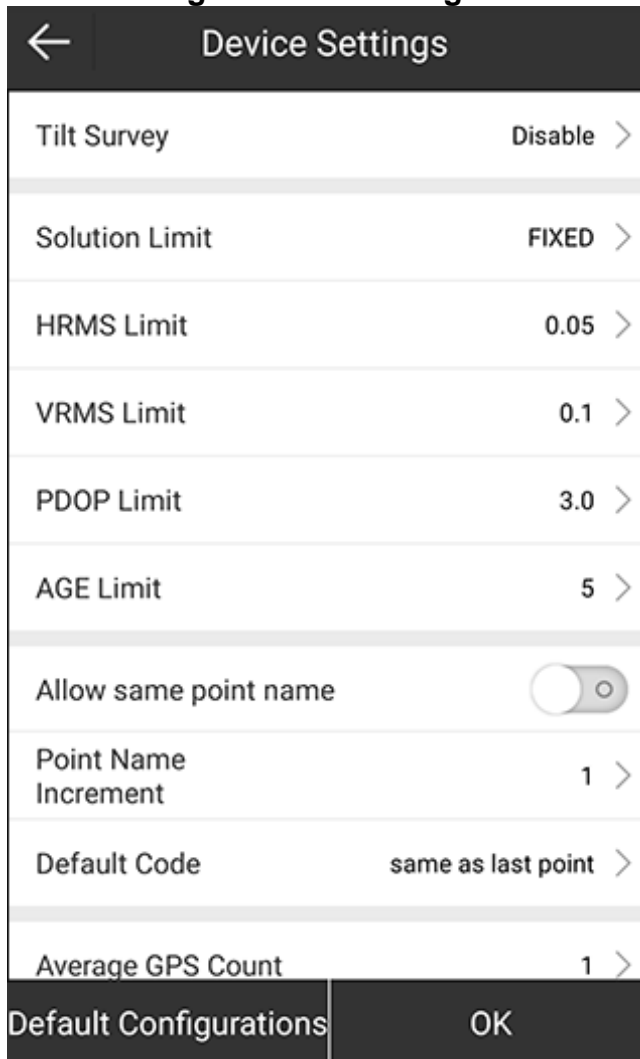 Device Settings
Tilt Survey Disable
Solution Limit FIXED
HRMS Limit 0.05
VRMS Limit 0.1
PDOP Limit 3.0
AGE Limit 5
Allow same point name
Point Name
Increment 1
Default Code same as last point
Average GPS Count 1
Default Configurations OK